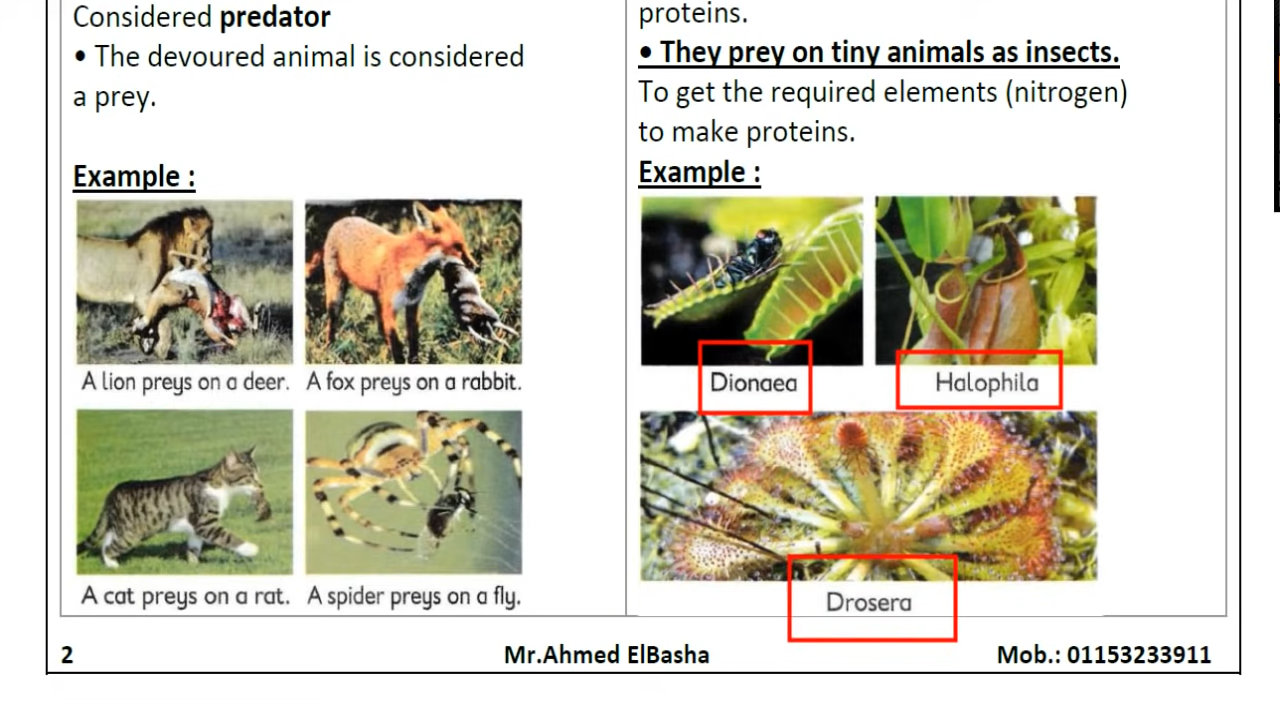 Considered predator
• The devoured animal is considered
a prey.
Example :
A lion preys on a deer.
A fox preys on a rabbit.
A cat preys on a rat.
A spider preys on a fly.
proteins.
• They prey on tiny animals as insects.
To get the required elements (nitrogen)
to make proteins.
Example :
Dionaea
Halophila
Drosera
2
Mr.Ahmed ElBasha
Mob.: 01153233911